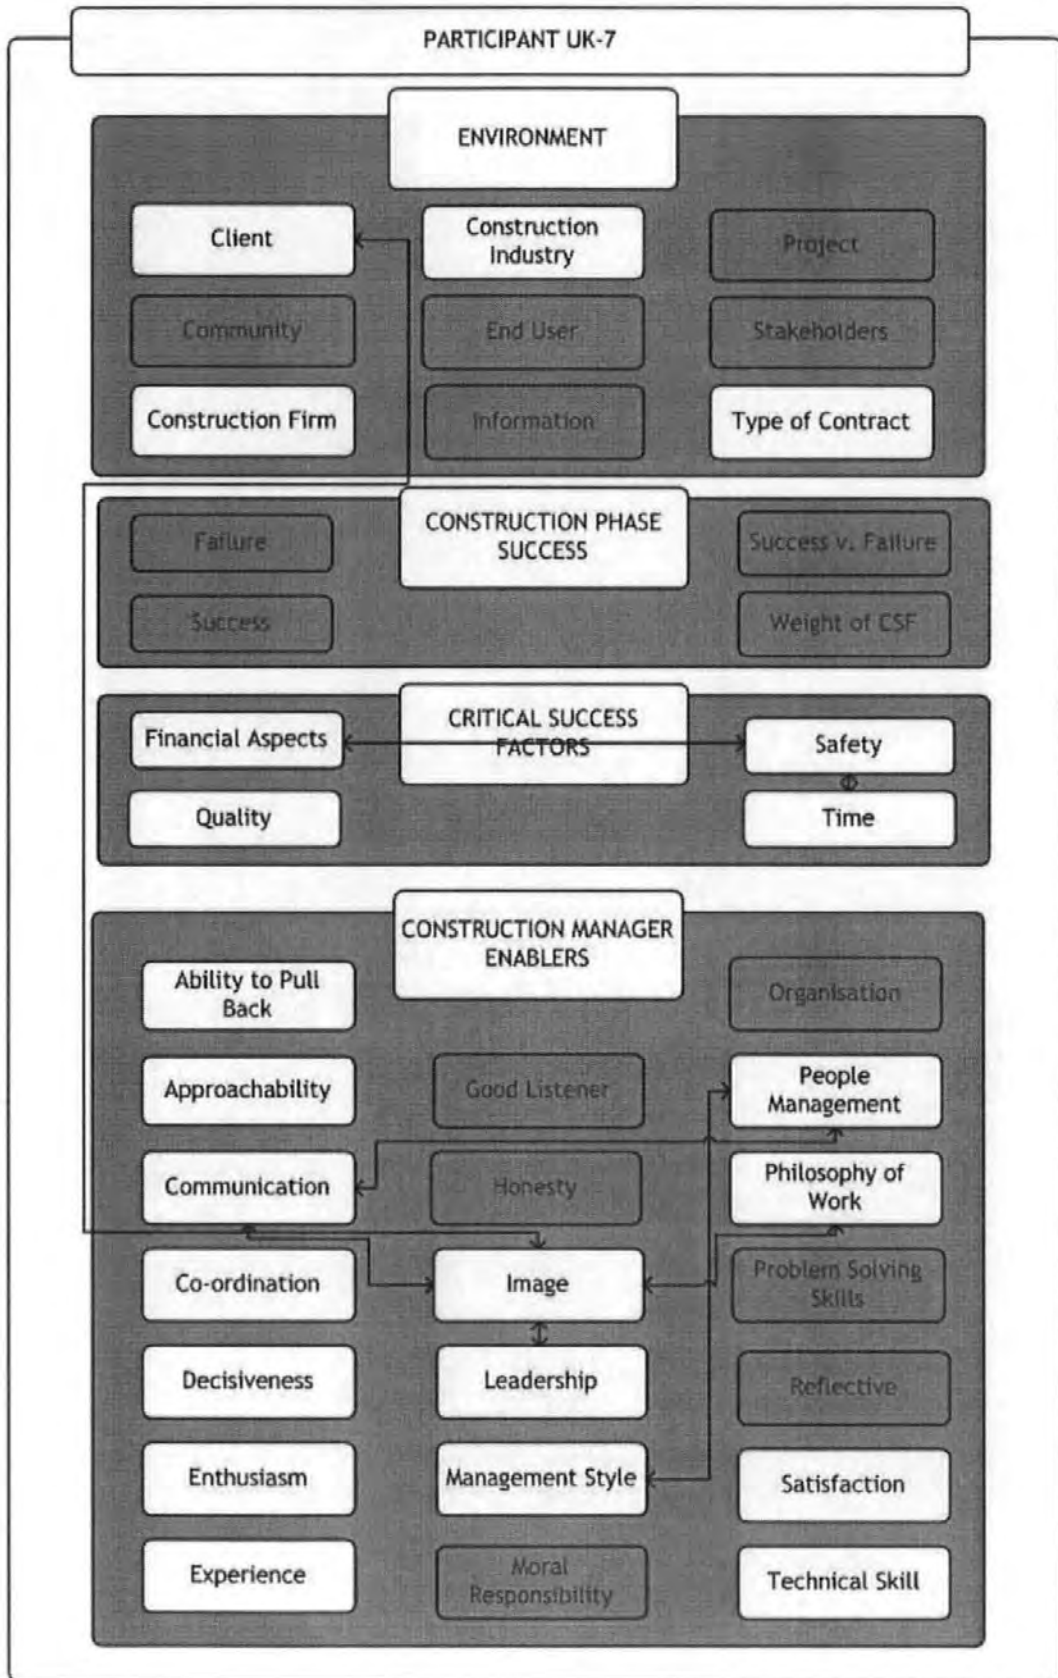 PARTICIPANT UK-7
ENVIRONMENT
Client
Construction
Industry
Project
Community
End User
Stakeholders
Construction Firm
Information
Type of Contract
CONSTRUCTION PHASE
SUCCESS
Failure
Success v. Failure
Success
Weight of CSF
CRITICAL SUCCESS
FACTORS
Financial Aspects
Safety
Quality
Time
CONSTRUCTION MANAGER
ENABLERS
Ability to Pull
Back
Organisation
Approachability
Good Listener
People
Management
Communication
Honesty
Philosophy of
Work
Co-ordination
Image
Problem Solving
Skills
Decisiveness
Leadership
Reflective
Enthusiasm
Management Style
Satisfaction
Experience
Moral
Responsibility
Technical Skill